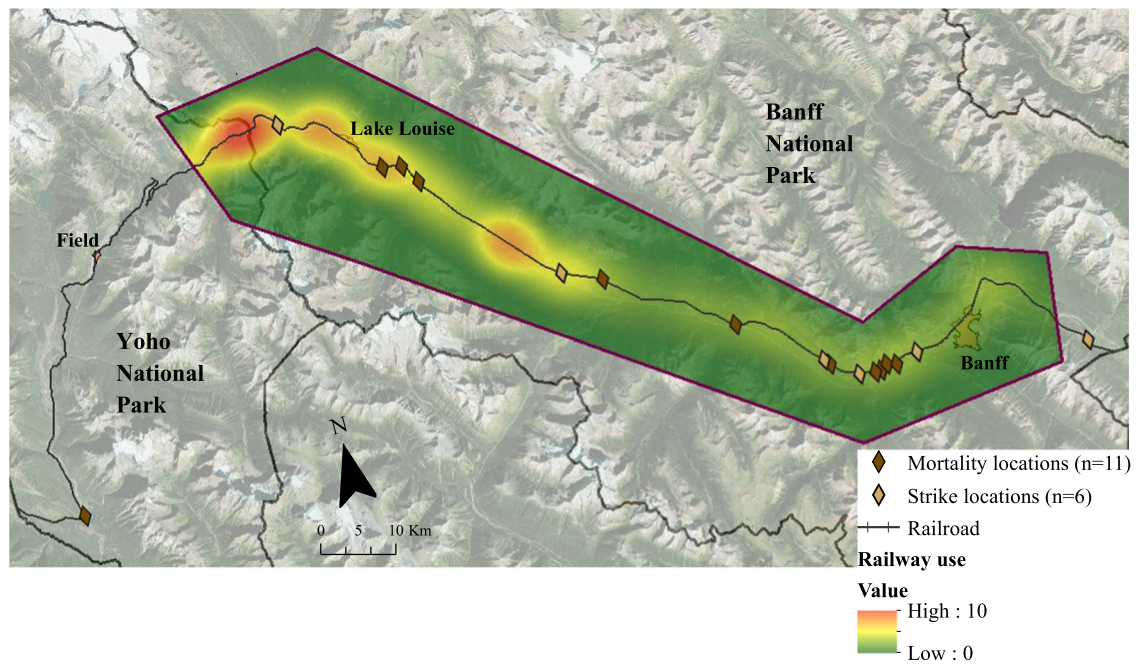 Banff
National
Park
Lake Louise
Field
Yoho
National
Park
Banff
N
0 5 10 Km
Mortality locations (n=11)
Strike locations (n=6)
Railroad
Railway use
Value
High : 10
Low : 0